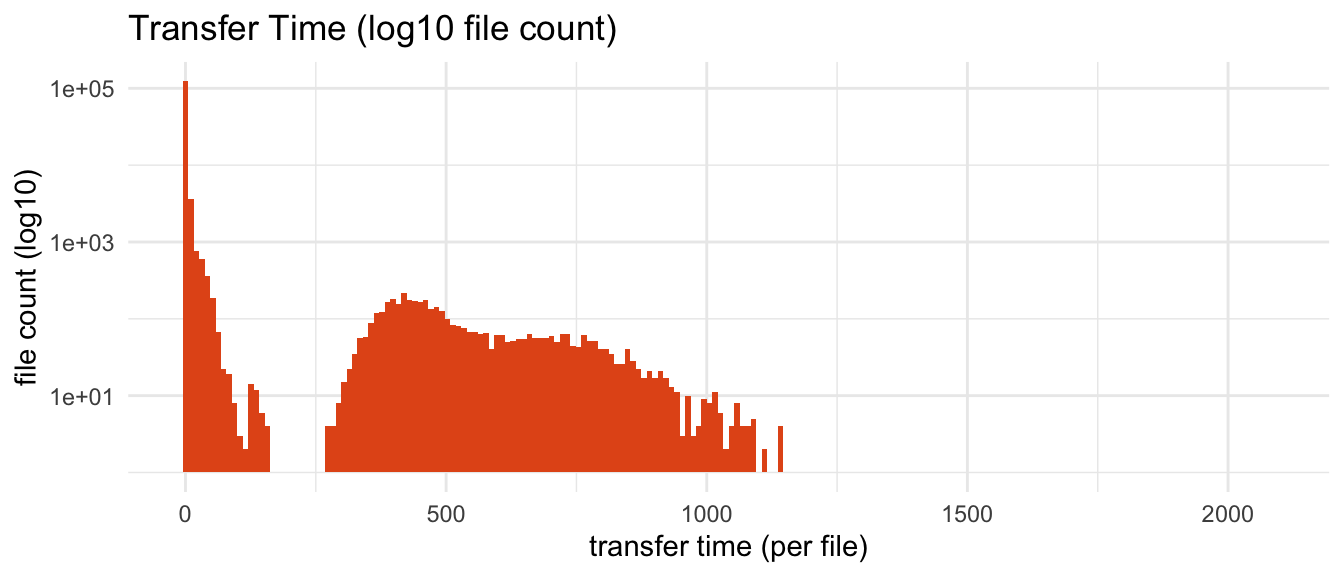 Transfer Time (log10 file count)
1e+05
1e+03
1e+01
file count (log10)
0 500 1000 1500 2000
transfer time (per file)